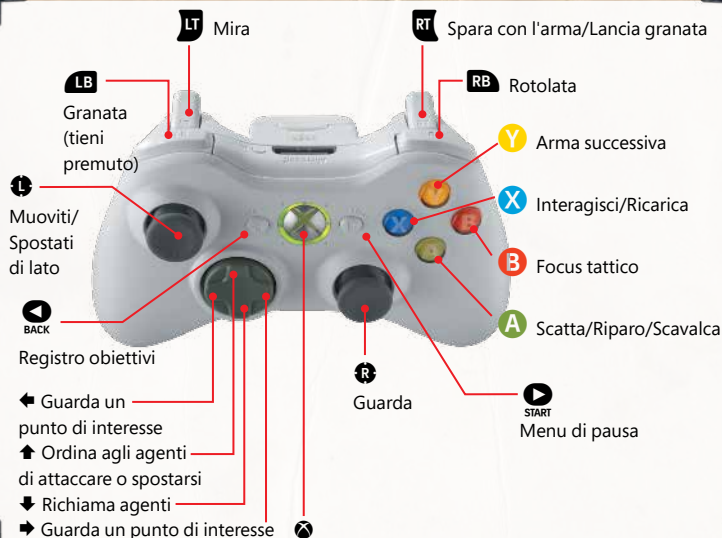 LT Mira
RT Spara con l'arma/Lancia granata
LB
Granata
(tieni
premuto)
RB Rotolata
Y Arma successiva
L
Muoviti/
Spostati
di lato
X Interagisci/Ricarica
B Focus tattico
A Scatta/Riparo/Scavalca
BACK
Registro obiettivi
R
Guarda
START
Menu di pausa
Guarda un
punto di interesse
Ordina agli agenti
di attaccare o spostarsi
Richiama agenti
Guarda un punto di interesse
Y
X
B